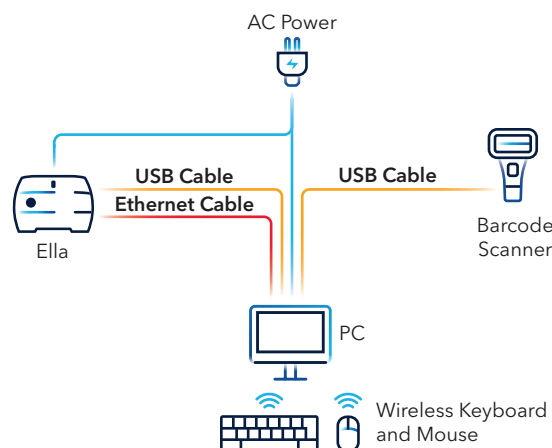 AC Power
USB Cable
USB Cable
Ethernet Cable
Ella
Barcode
Scanner
PC
Wireless Keyboard
and Mouse